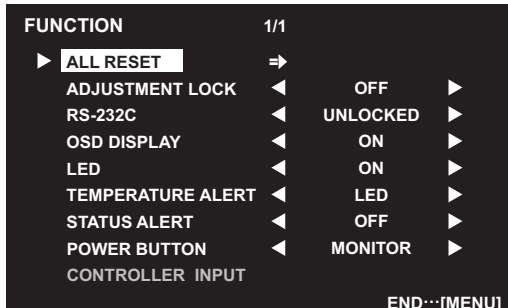 FUNCTION 1/1
ALL RESET
ADJUSTMENT LOCK OFF
RS-232C UNLOCKED
OSD DISPLAY ON
LED ON
TEMPERATURE ALERT LED
STATUS ALERT OFF
POWER BUTTON MONITOR
CONTROLLER INPUT
END···[MENU]